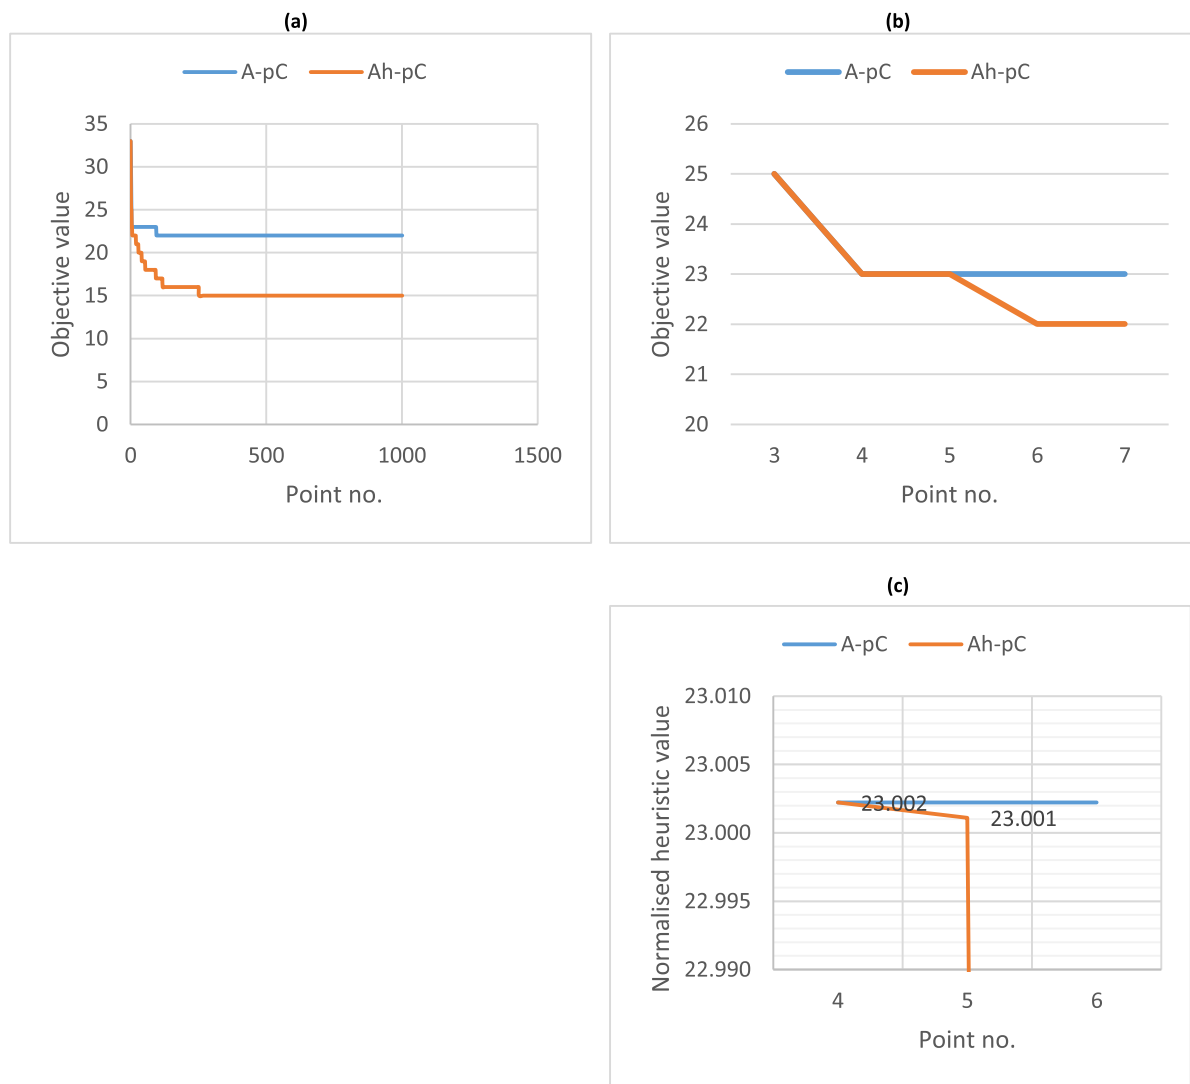 (a)
A-pC Ah-pC
35
30
25
20
15
10
5
0
0 500 1000 1500
Objective value
Point no.
(b)
A-pC Ah-pC
26
25
24
23
22
21
20
3 4 5 6 7
Objective value
Point no.
(c)
A-pC Ah-pC
23.010
23.005
23.000
22.995
22.990
23.002
23.001
4 5 6
Normalised heuristic value
Point no.